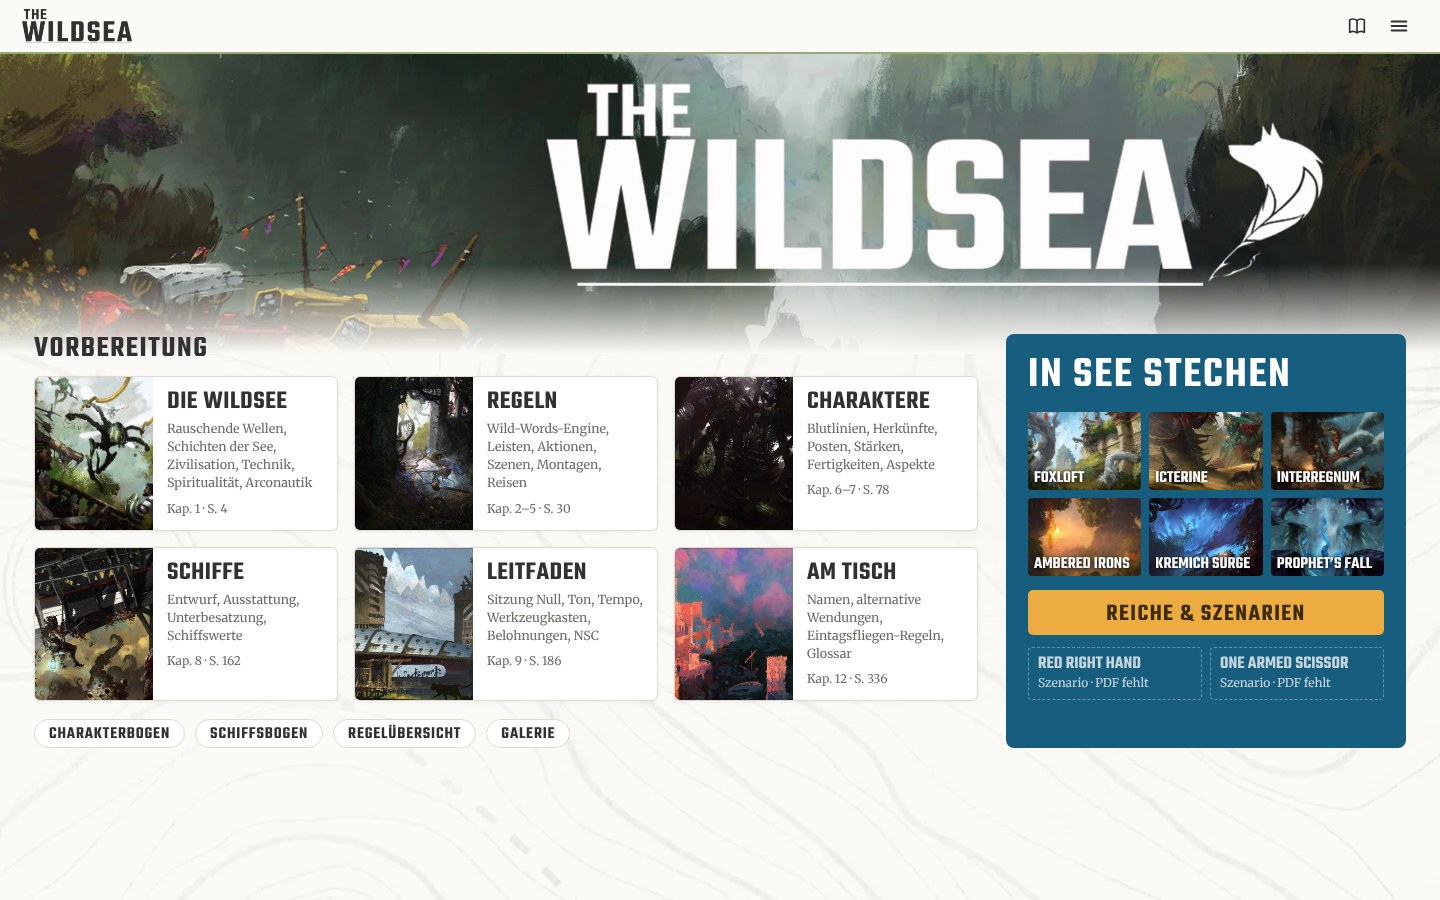 THE
WILDSEA
THE
WILDSEA
VORBEREITUNG
DIE WILDSEE
Rauschende Wellen,
Schichten der See,
Zivilisation, Technik,
Spiritualität, Arconautik
Kap. 1 · S. 4
REGELN
Wild-Words-Engine,
Leisten, Aktionen,
Szenen, Montagen,
Reisen
Kap. 2–5 · S. 30
CHARAKTERE
Blutlinien, Herkünfte,
Posten, Stärken,
Fertigkeiten, Aspekte
Kap. 6–7 · S. 78
SCHIFFE
Entwurf, Ausstattung,
Unterbesatzung,
Schiffswerte
Kap. 8 · S. 162
LEITFADEN
Sitzung Null, Ton, Tempo,
Werkzeugkasten,
Belohnungen, NSC
Kap. 9 · S. 186
AM TISCH
Namen, alternative
Wendungen,
Eintagsfliegen-Regeln,
Glossar
Kap. 12 · S. 336
CHARAKTERBOGEN
SCHIFFSBOGEN
REGELÜBERSICHT
GALERIE
IN SEE STECHEN
FOXLOFT
ICTERINE
INTERREGNUM
AMBERED IRONS
KREMICH SURGE
PROPHET'S FALL
REICHE & SZENARIEN
RED RIGHT HAND
Szenario · PDF fehlt
ONE ARMED SCISSOR
Szenario · PDF fehlt